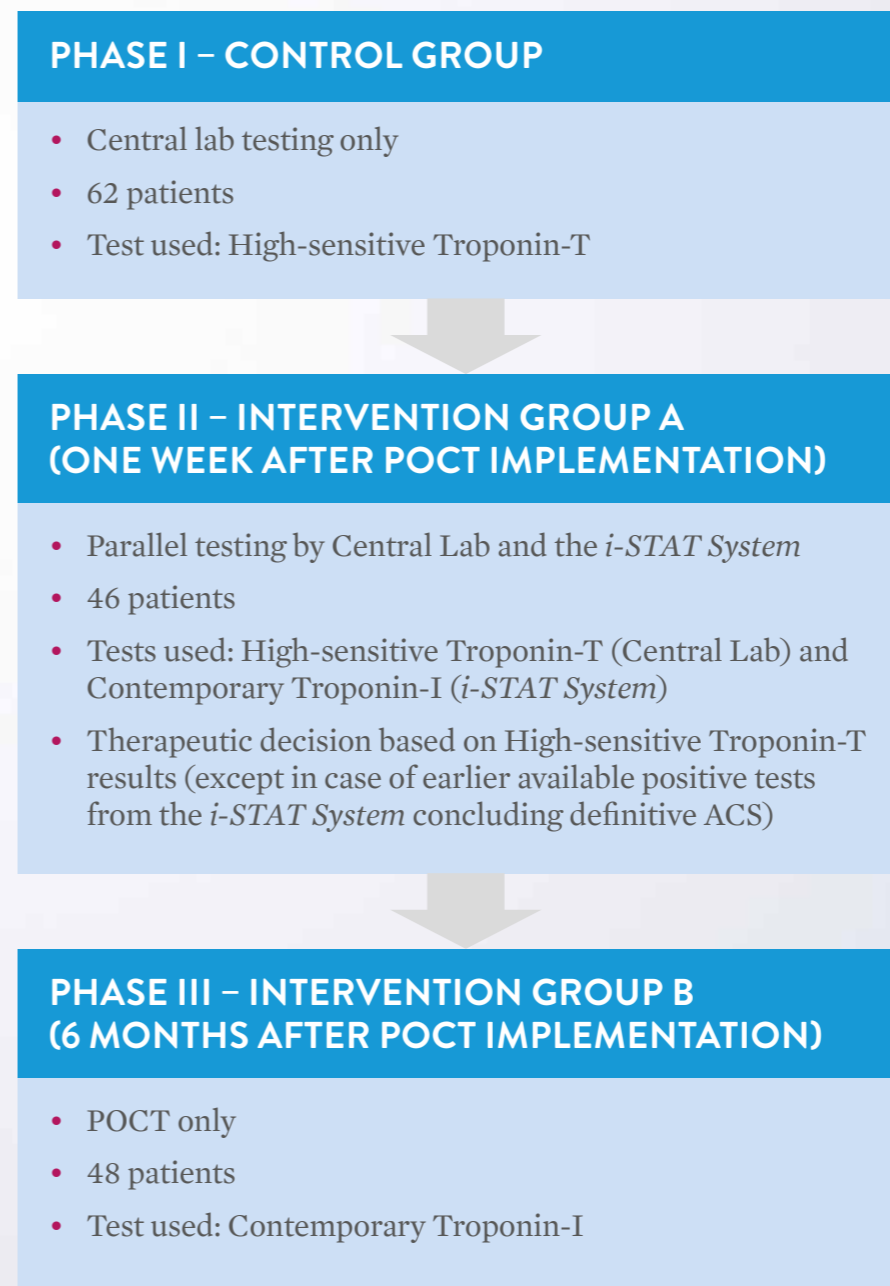 PHASE I – CONTROL GROUP
• Central lab testing only
• 62 patients
• Test used: High-sensitive Troponin-T
PHASE II – INTERVENTION GROUP A
(ONE WEEK AFTER POCT IMPLEMENTATION)
• Parallel testing by Central Lab and the i-STAT System
• 46 patients
• Tests used: High-sensitive Troponin-T (Central Lab) and
Contemporary Troponin-I (i-STAT System)
• Therapeutic decision based on High-sensitive Troponin-T
results (except in case of earlier available positive tests
from the i-STAT System concluding definitive ACS)
PHASE III – INTERVENTION GROUP B
(6 MONTHS AFTER POCT IMPLEMENTATION)
• POCT only
• 48 patients
• Test used: Contemporary Troponin-I